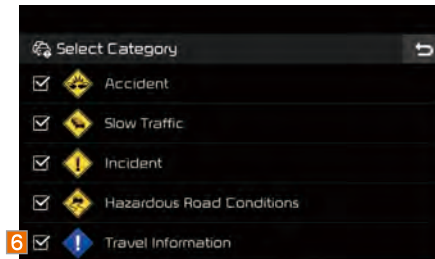 Select Category
Accident
Slow Traffic
Incident
Hazardous Road Conditions
6 Travel Information